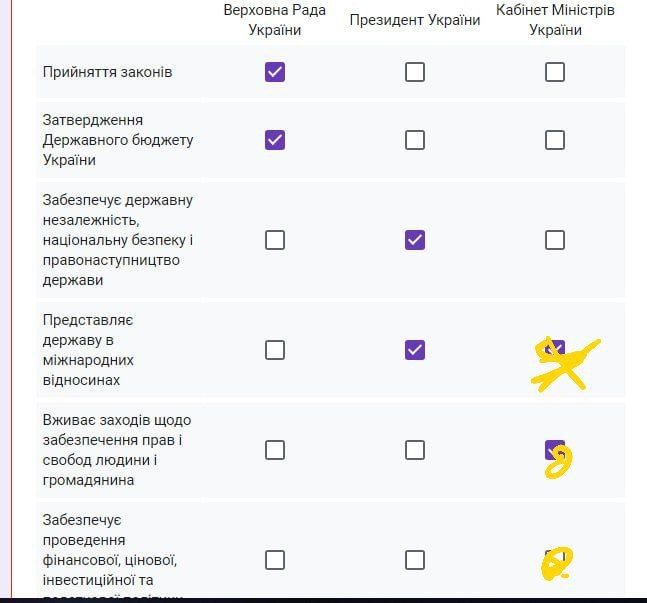 Верховна Рада
України
Президент України
Кабінет Міністрів
України
Прийняття законів
Затвердження
Державного бюджету
України
Забезпечує державну
незалежність,
національну безпеку і
правонаступництво
держави
Представляє
державу в
міжнародних
відносинах
Вживає заходів щодо
забезпечення прав і
свобод людини і
громадянина
Забезпечує
проведення
фінансової, цінової,
інвестиційної та